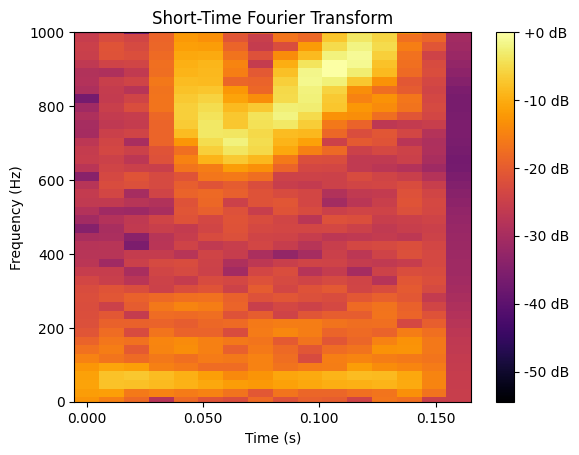 Short-Time Fourier Transform
1000
800
600
400
200
0
Frequency (Hz)
0.000
0.050
0.100
0.150
Time (s)
+0 dB
-10 dB
-20 dB
-30 dB
-40 dB
-50 dB